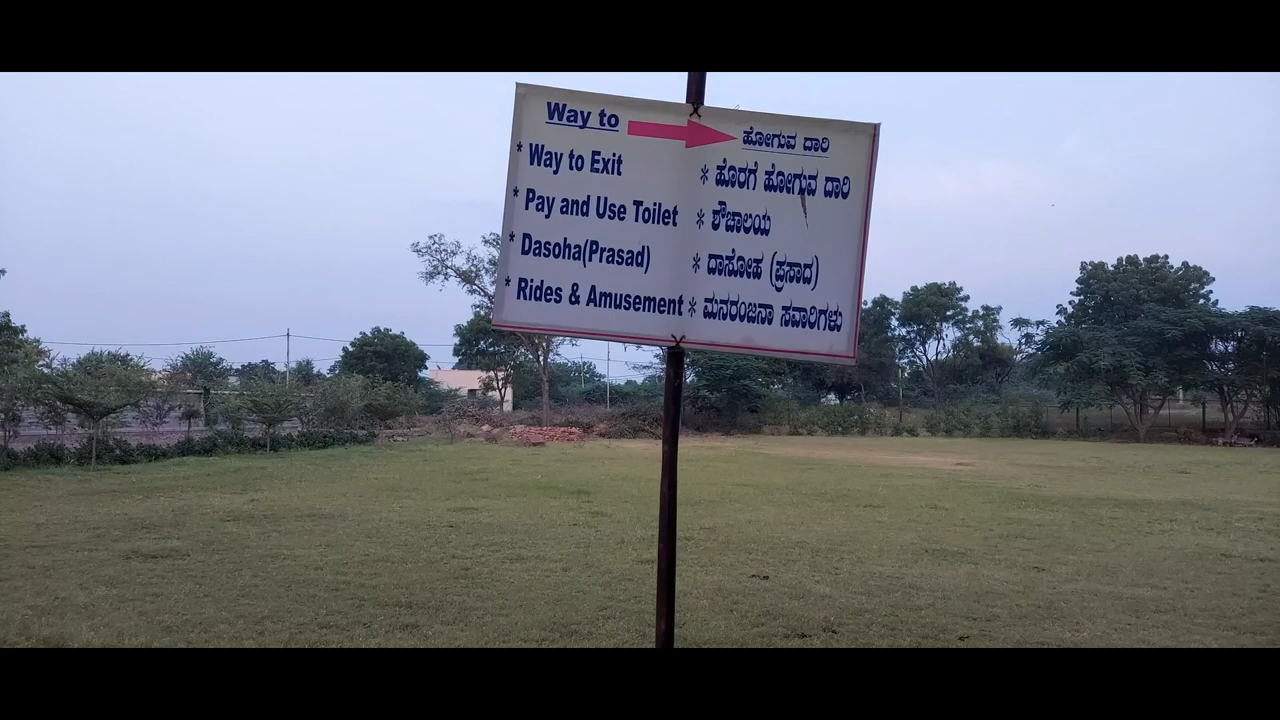 Way to ಹೋಗುವ ದಾರಿ
* Way to Exit * ಹೊರಗೆ ಹೋಗುವ ದಾರಿ
* Pay and Use Toilet * ಶೌಚಾಲಯ
* Dasoha(Prasad) * ದಾಸೋಹ (ಪ್ರಸಾದ)
* Rides & Amusement * ಮನರಂಜನಾ ಸವಾರಿಗಳು